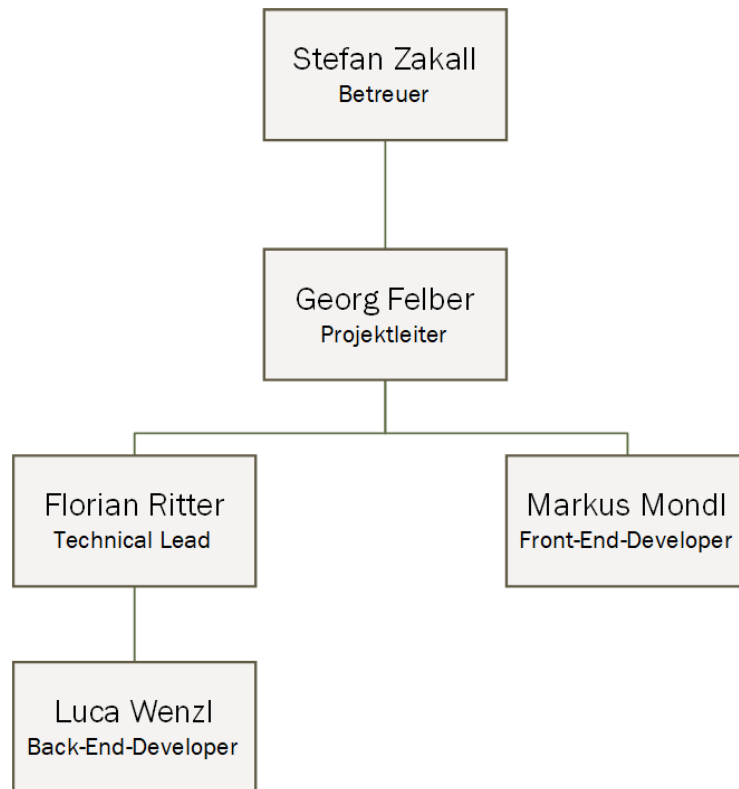 Stefan Zakall
Betreuer
Georg Felber
Projektleiter
Florian Ritter
Technical Lead
Markus Mondl
Front-End-Developer
Luca Wenzl
Back-End-Developer